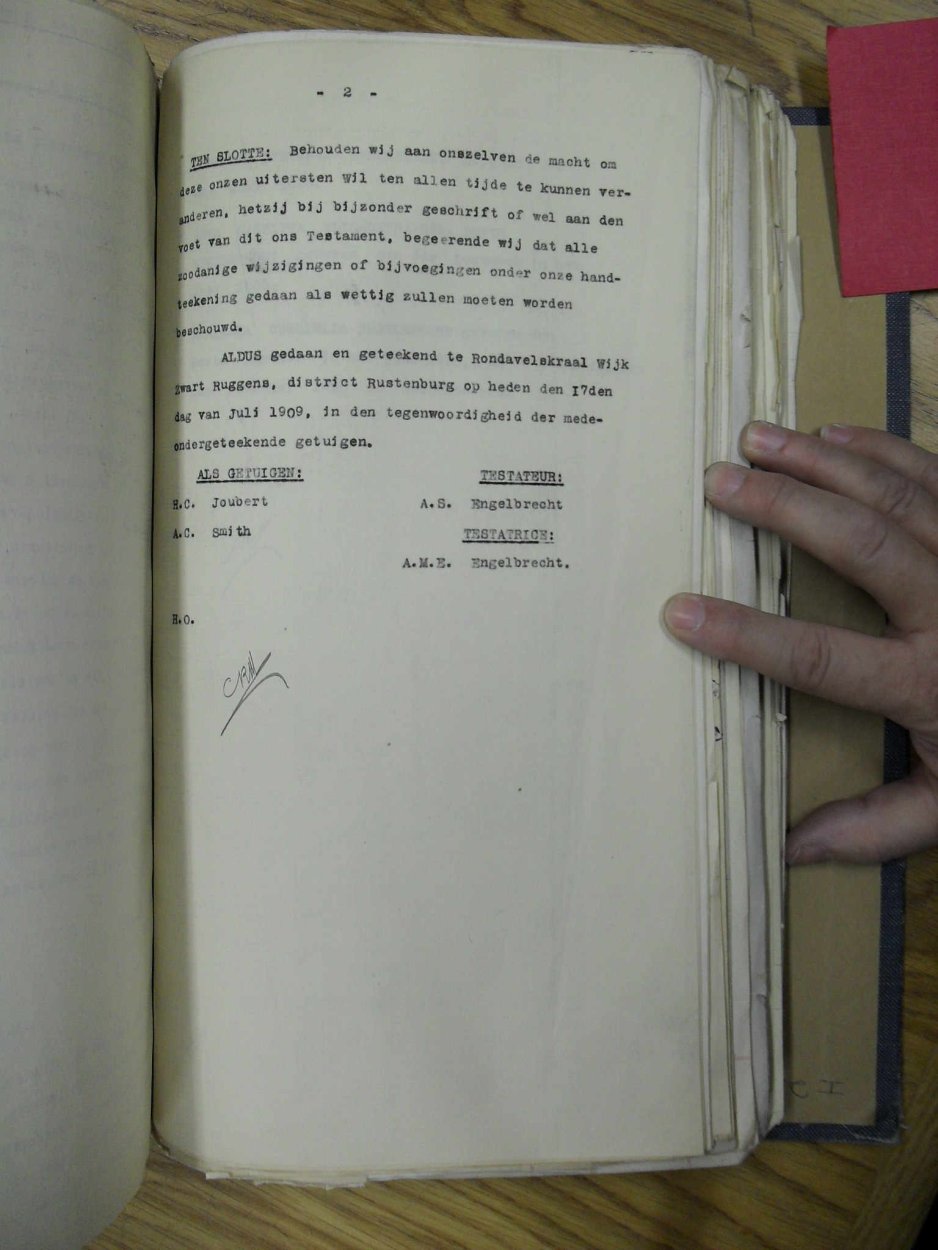 - 2 -
TEN SLOTTE: Behouden wij aan onszelven de macht om
deze onzen uitersten wil ten allen tijde te kunnen ver-
anderen, hetzij bij bijzonder geschrift of wel aan den
voet van dit ons Testament, begeerende wij dat alle
zoodanige wijzigingen of bijvoegingen onder onze hand-
teekening gedaan als wettig zullen moeten worden
beschouwd.
ALDUS gedaan en geteekend te Rondavelskraal Wijk
Zwart Ruggens, district Rustenburg op heden den I7den
dag van Juli 1909, in den tegenwoordigheid der mede-
ondergeteekende getuigen.
ALS GETUIGEN: TESTATEUR:
H.C. Joubert A.S. Engelbrecht
A.C. Smith TESTATRICE:
A.M.E. Engelbrecht.
H.O.